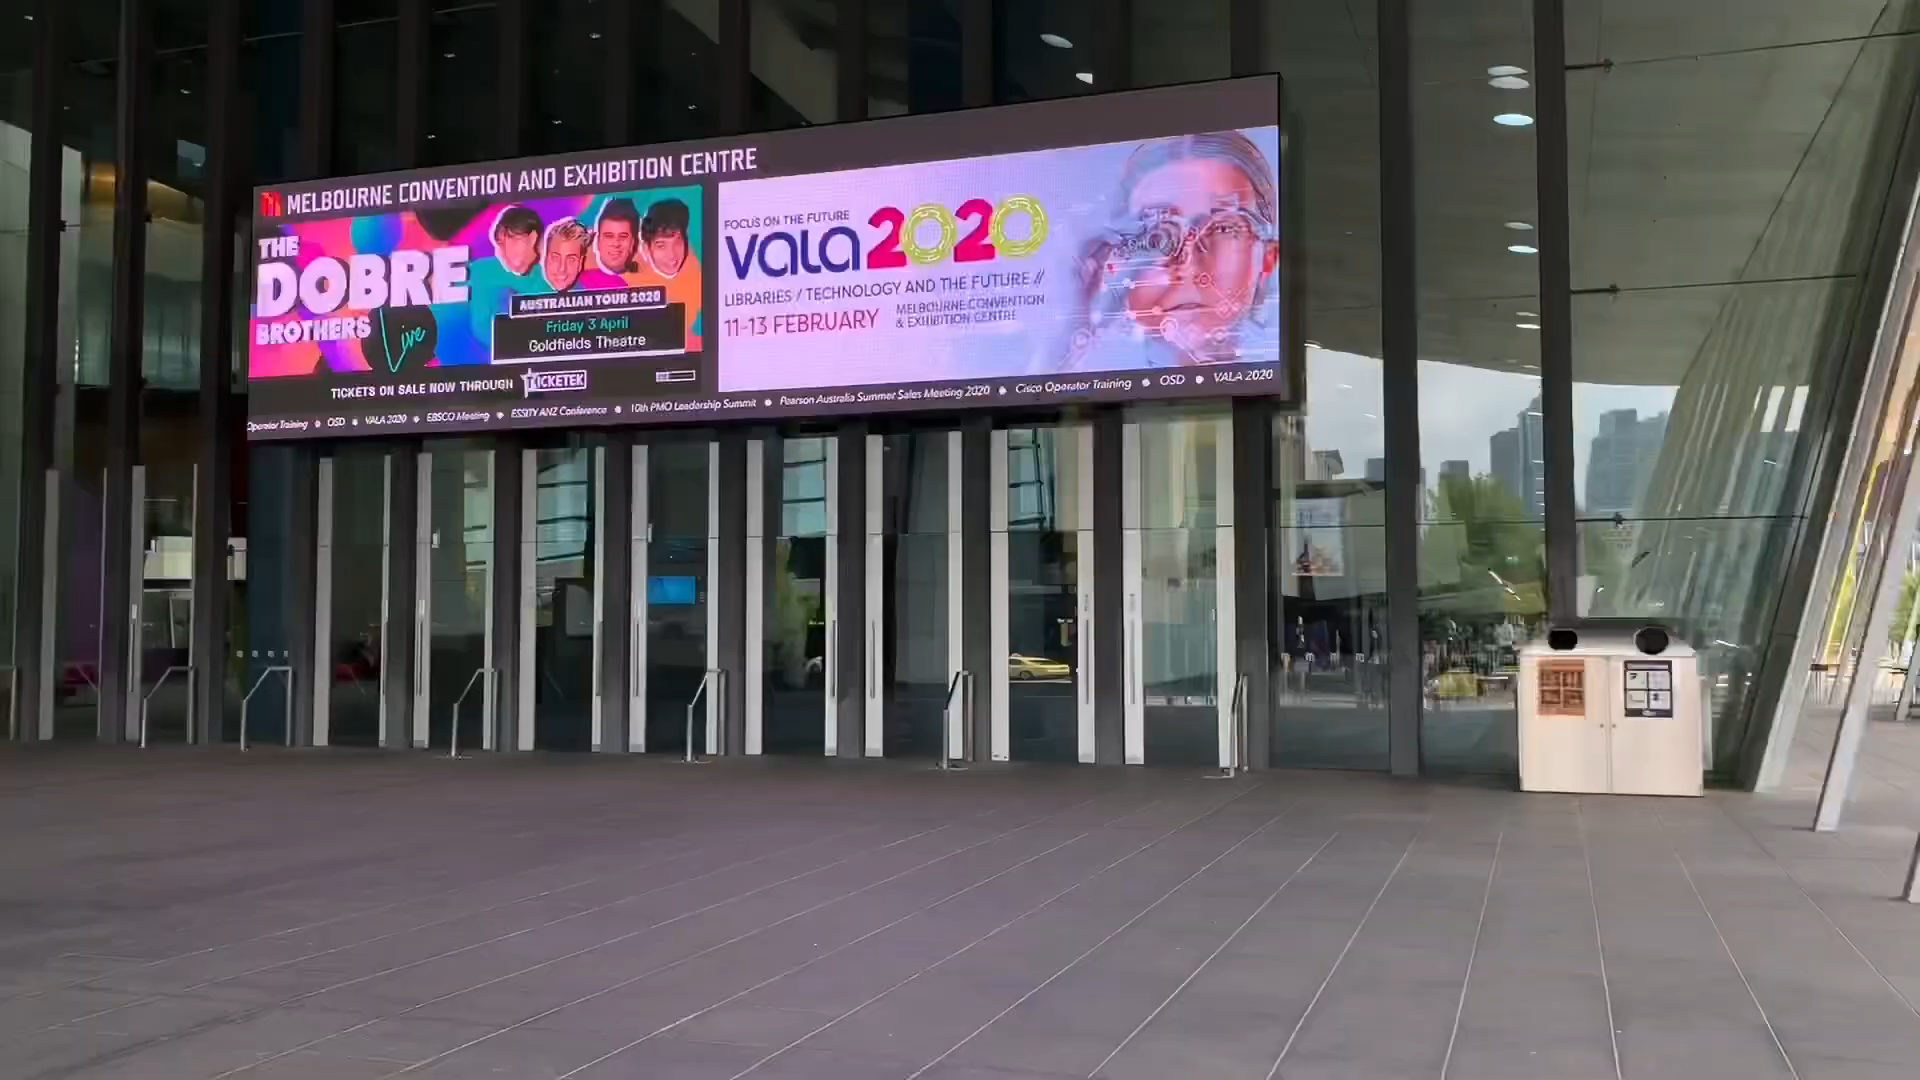 MELBOURNE CONVENTION AND EXHIBITION CENTRE
THE
DOBRE
BROTHERS
Live
AUSTRALIAN TOUR 2020
Friday 3 April
Goldfields Theatre
TICKETS ON SALE NOW THROUGH TICKETEK
FOCUS ON THE FUTURE
VALA 2020
LIBRARIES / TECHNOLOGY AND THE FUTURE //
11-13 FEBRUARY
MELBOURNE CONVENTION
& EXHIBITION CENTRE
Operator Training • OSD • VALA 2020 • EBSCO Meeting • ESSITY ANZ Conference • 10th PMO Leadership Summit • Pearson Australia Summer Sales Meeting 2020 • Cisco Operator Training • OSD • VALA 2020